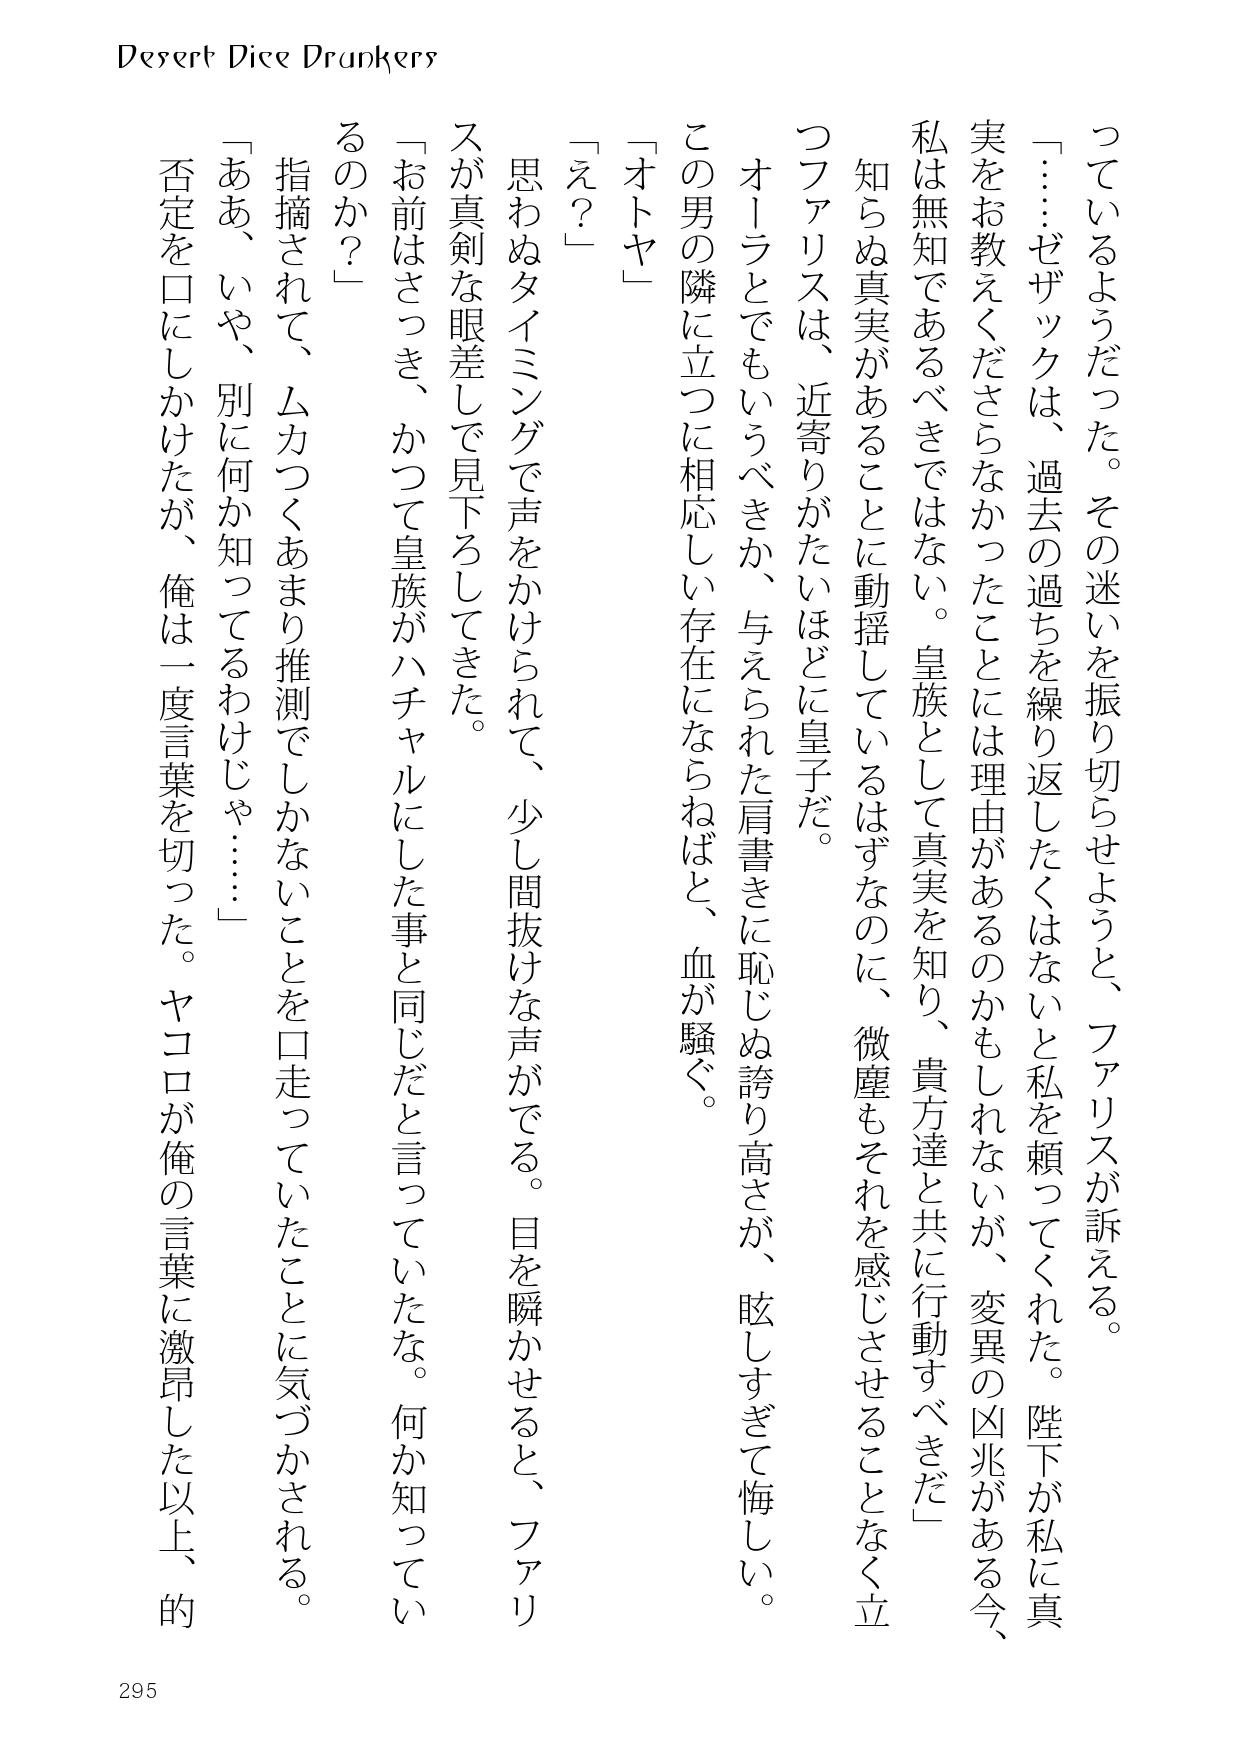 Desert Dice Drunkers
っているようだった。その迷いを振り切らせようと、ファリスが訴える。
「……ゼザックは、過去の過ちを繰り返したくはないと私を頼ってくれた。陛下が私に真
実をお教えくださらなかったことには理由があるのかもしれないが、変異の凶兆がある今、
私は無知であるべきではない。皇族として真実を知り、貴方達と共に行動すべきだ」
知らぬ真実があることに動揺しているはずなのに、微塵もそれを感じさせることなく立
つファリスは、近寄りがたいほどに皇子だ。
オーラとでもいうべきか、与えられた肩書きに恥じぬ誇り高さが、眩しすぎて悔しい。
この男の隣に立つに相応しい存在にならねばと、血が騒ぐ。
「オトヤ」
「え？」
思わぬタイミングで声をかけられて、少し間抜けな声がでる。目を瞬かせると、ファリ
スが真剣な眼差しで見下ろしてきた。
「お前はさっき、かつて皇族がハチャルにした事と同じだと言っていたな。何か知ってい
るのか？」
指摘されて、ムカつくあまり推測でしかないことを口走っていたことに気づかされる。
「ああ、いや、別に何か知ってるわけじゃ……」
否定を口にしかけたが、俺は一度言葉を切った。ヤコロが俺の言葉に激昂した以上、的
295